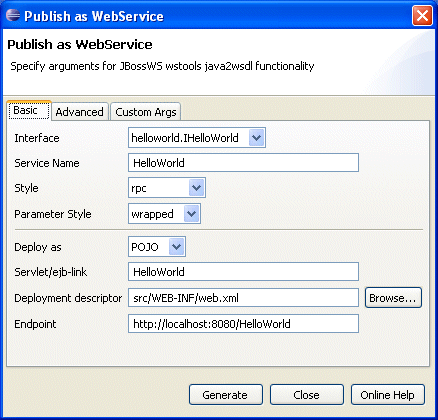 Publish as WebService
Publish as WebService
Specify arguments for JBossWS wstools java2wsdl functionality
Basic Advanced Custom Args
Interface helloworld.IHelloWorld
Service Name HelloWorld
Style rpc
Parameter Style wrapped
Deploy as POJO
Servlet/ejb-link HelloWorld
Deployment descriptor src/WEB-INF/web.xml Browse...
Endpoint http://localhost:8080/HelloWorld
Generate Close Online Help